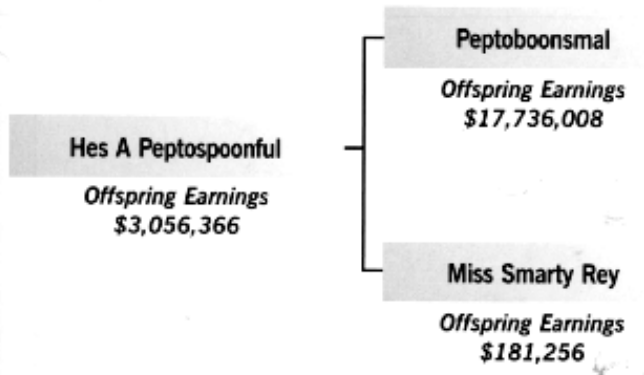 Peptoboonsmal
Offspring Earnings
$17,736,008
Hes A Peptospoonful
Offspring Earnings
$3,056,366
Miss Smarty Rey
Offspring Earnings
$181,256